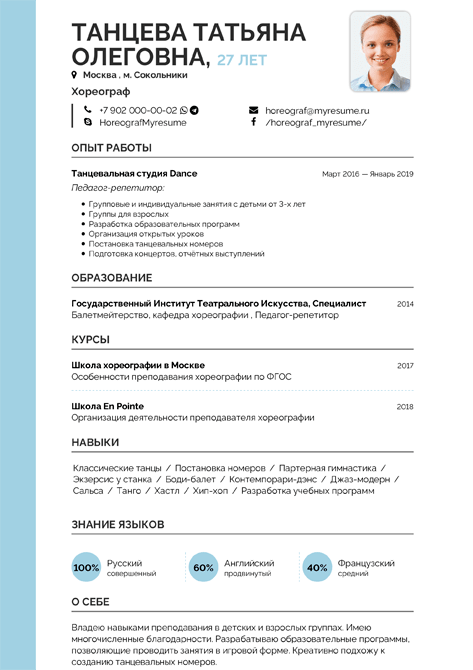 ТАНЦЕВА ТАТЬЯНА
ОЛЕГОВНА, 27 ЛЕТ
Москва , м. Сокольники
Хореограф
+7 902 000-00-02 horeograf@myresume.ru
HoreografMyresume /horeograf_myresume/
ОПЫТ РАБОТЫ
Танцевальная студия Dance Март 2016 — Январь 2019
Педагог-репетитор:
• Групповые и индивидуальные занятия с детьми от 3-х лет
• Группы для взрослых
• Разработка образовательных программ
• Организация открытых уроков
• Постановка танцевальных номеров
• Подготовка концертов, отчётных выступлений
ОБРАЗОВАНИЕ
Государственный Институт Театрального Искусства, Специалист 2014
Балетмейтерство, кафедра хореографии , Педагог-репетитор
КУРСЫ
Школа хореографии в Москве 2017
Особенности преподавания хореографии по ФГОС
Школа En Pointe 2018
Организация деятельности преподавателя хореографии
НАВЫКИ
Классические танцы / Постановка номеров / Партерная гимнастика /
Экзерсис у станка / Боди-балет / Контемпорари-дэнс / Джаз-модерн /
Сальса / Танго / Хастл / Хип-хоп / Разработка учебных программ
ЗНАНИЕ ЯЗЫКОВ
100% Русский 60% Английский 40% Французский
совершенный продвинутый средний
О СЕБЕ
Владею навыками преподавания в детских и взрослых группах. Имею
многочисленные благодарности. Разрабатываю образовательные программы,
позволяющие проводить занятия в игровой форме. Креативно подхожу к
созданию танцевальных номеров.